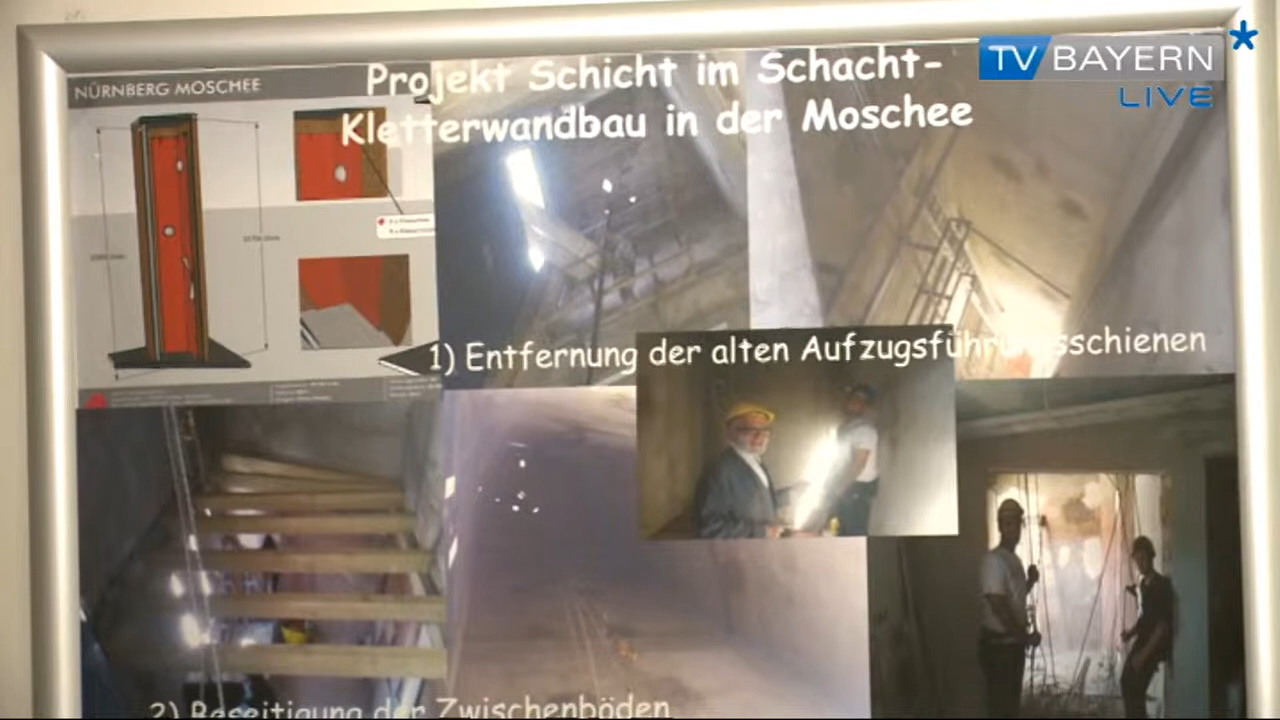 TV BAYERN
LIVE
NÜRNBERG MOSCHEE
Projekt Schicht im Schacht-
Kletterwandbau in der Moschee
1) Entfernung der alten Aufzugsführungsschienen
2) Beseitigung der Zwischenböden